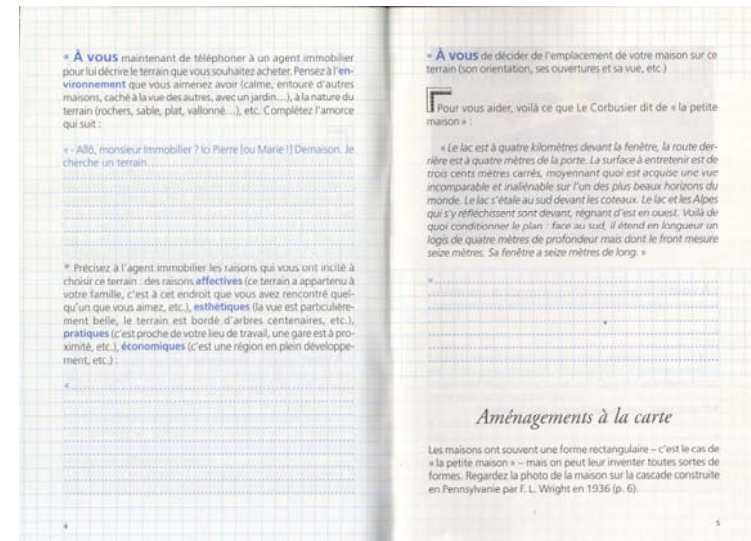 * À vous maintenant de téléphoner à un agent immobilier
pour lui décrire le terrain que vous souhaitez acheter. Pensez à l'en-
vironnement que vous aimeriez avoir (calme, entouré d'autres
maisons, caché à la vue des autres, avec un jardin…), à la nature du
terrain (rochers, sable, plat, vallonné…), etc. Complétez l'amorce
qui suit :
« - Allô, monsieur Immobilier ? Ici Pierre [ou Marie !] Demaison. Je
cherche un terrain
* Précisez à l'agent immobilier les raisons qui vous ont incité à
choisir ce terrain : des raisons affectives (ce terrain a appartenu à
votre famille, c'est à cet endroit que vous avez rencontré quel-
qu'un que vous aimez, etc.), esthétiques (la vue est particulière-
ment belle, le terrain est bordé d'arbres centenaires, etc.),
pratiques (c'est proche de votre lieu de travail, une gare est à pro-
ximité, etc.), économiques (c'est une région en plein développe-
ment, etc.) :
«
4
* À vous de décider de l'emplacement de votre maison sur ce
terrain (son orientation, ses ouvertures et sa vue, etc.)
Pour vous aider, voilà ce que Le Corbusier dit de « la petite
maison » :
« Le lac est à quatre kilomètres devant la fenêtre, la route der-
rière est à quatre mètres de la porte. La surface à entretenir est de
trois cents mètres carrés, moyennant quoi est acquise une vue
incomparable et inaliénable sur l'un des plus beaux horizons du
monde. Le lac s'étale au sud devant les coteaux. Le lac et les Alpes
qui s'y réfléchissent sont devant, régnant d'est en ouest. Voilà de
quoi conditionner le plan : face au sud, il étend en longueur un
logis de quatre mètres de profondeur mais dont le front mesure
seize mètres. Sa fenêtre a seize mètres de long. »
«
Aménagements à la carte
Les maisons ont souvent une forme rectangulaire – c'est le cas de
« la petite maison » – mais on peut leur inventer toutes sortes de
formes. Regardez la photo de la maison sur la cascade construite
en Pennsylvanie par F. L. Wright en 1936 (p. 6).
5